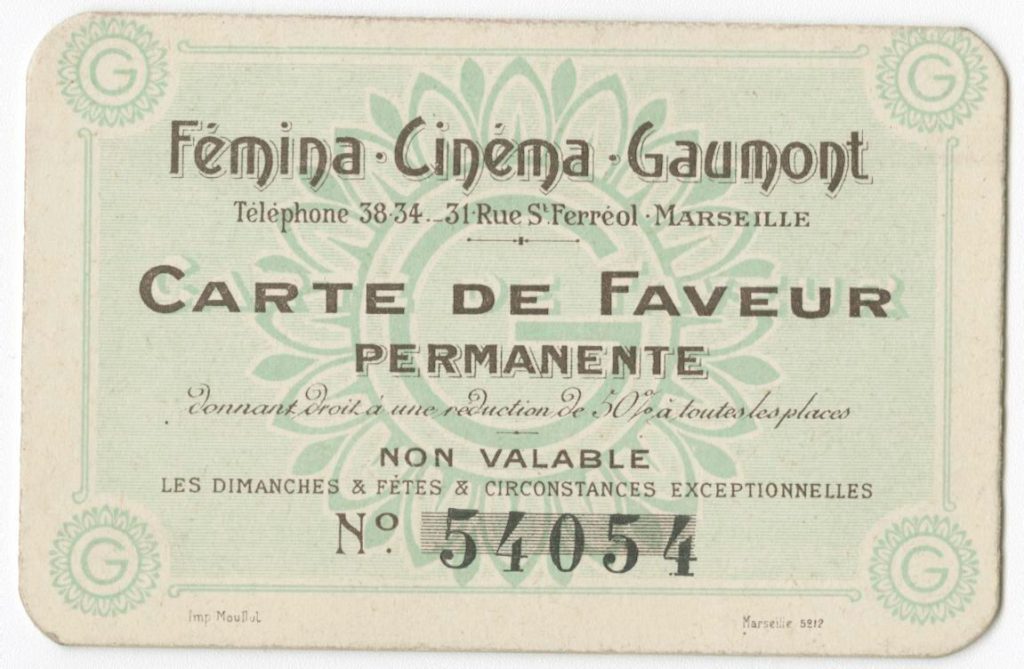 G G
Fémina · Cinéma · Gaumont
Téléphone 38·34._31·Rue St. Ferréol · MARSEILLE
CARTE DE FAVEUR
PERMANENTE
donnant droit à une réduction de 50% à toutes les places
NON VALABLE
LES DIMANCHES & FÊTES & CIRCONSTANCES EXCEPTIONNELLES
No. 54054
G
G G
Imp Moullot Marseille 5212